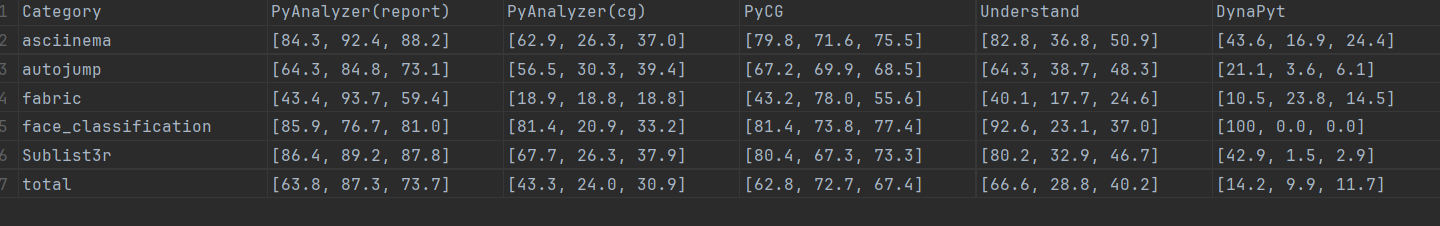 1 Category PyAnalyzer(report) PyAnalyzer(cg) PyCG Understand DynaPyt
2 asciinema [84.3, 92.4, 88.2] [62.9, 26.3, 37.0] [79.8, 71.6, 75.5] [82.8, 36.8, 50.9] [43.6, 16.9, 24.4]
3 autojump [64.3, 84.8, 73.1] [56.5, 30.3, 39.4] [67.2, 69.9, 68.5] [64.3, 38.7, 48.3] [21.1, 3.6, 6.1]
4 fabric [43.4, 93.7, 59.4] [18.9, 18.8, 18.8] [43.2, 78.0, 55.6] [40.1, 17.7, 24.6] [10.5, 23.8, 14.5]
5 face_classification [85.9, 76.7, 81.0] [81.4, 20.9, 33.2] [81.4, 73.8, 77.4] [92.6, 23.1, 37.0] [100, 0.0, 0.0]
6 Sublist3r [86.4, 89.2, 87.8] [67.7, 26.3, 37.9] [80.4, 67.3, 73.3] [80.2, 32.9, 46.7] [42.9, 1.5, 2.9]
7 total [63.8, 87.3, 73.7] [43.3, 24.0, 30.9] [62.8, 72.7, 67.4] [66.6, 28.8, 40.2] [14.2, 9.9, 11.7]